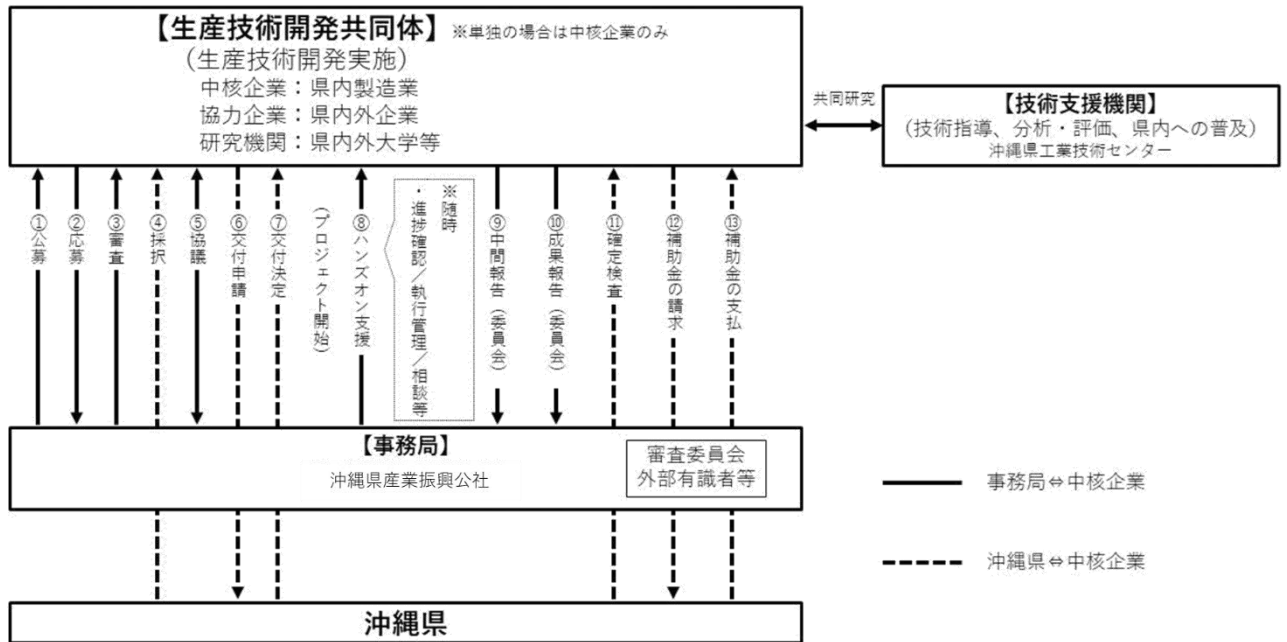 【生産技術開発共同体】 ※単独の場合は中核企業のみ
(生産技術開発実施)
中核企業：県内製造業
協力企業：県内外企業
研究機関：県内外大学等
共同研究
【技術支援機関】
(技術指導、分析・評価、県内への普及)
沖縄県工業技術センター
①公募
②応募
③審査
④採択
⑤協議
⑥交付申請
⑦交付決定
(プロジェクト開始)
⑧ハンズオン支援
※随時
・進捗確認／執行管理／相談等
⑨中間報告（委員会）
⑩成果報告（委員会）
⑪確定検査
⑫補助金の請求
⑬補助金の支払
【事務局】
沖縄県産業振興公社
審査委員会
外部有識者等
事務局⇔中核企業
沖縄県⇔中核企業
沖縄県